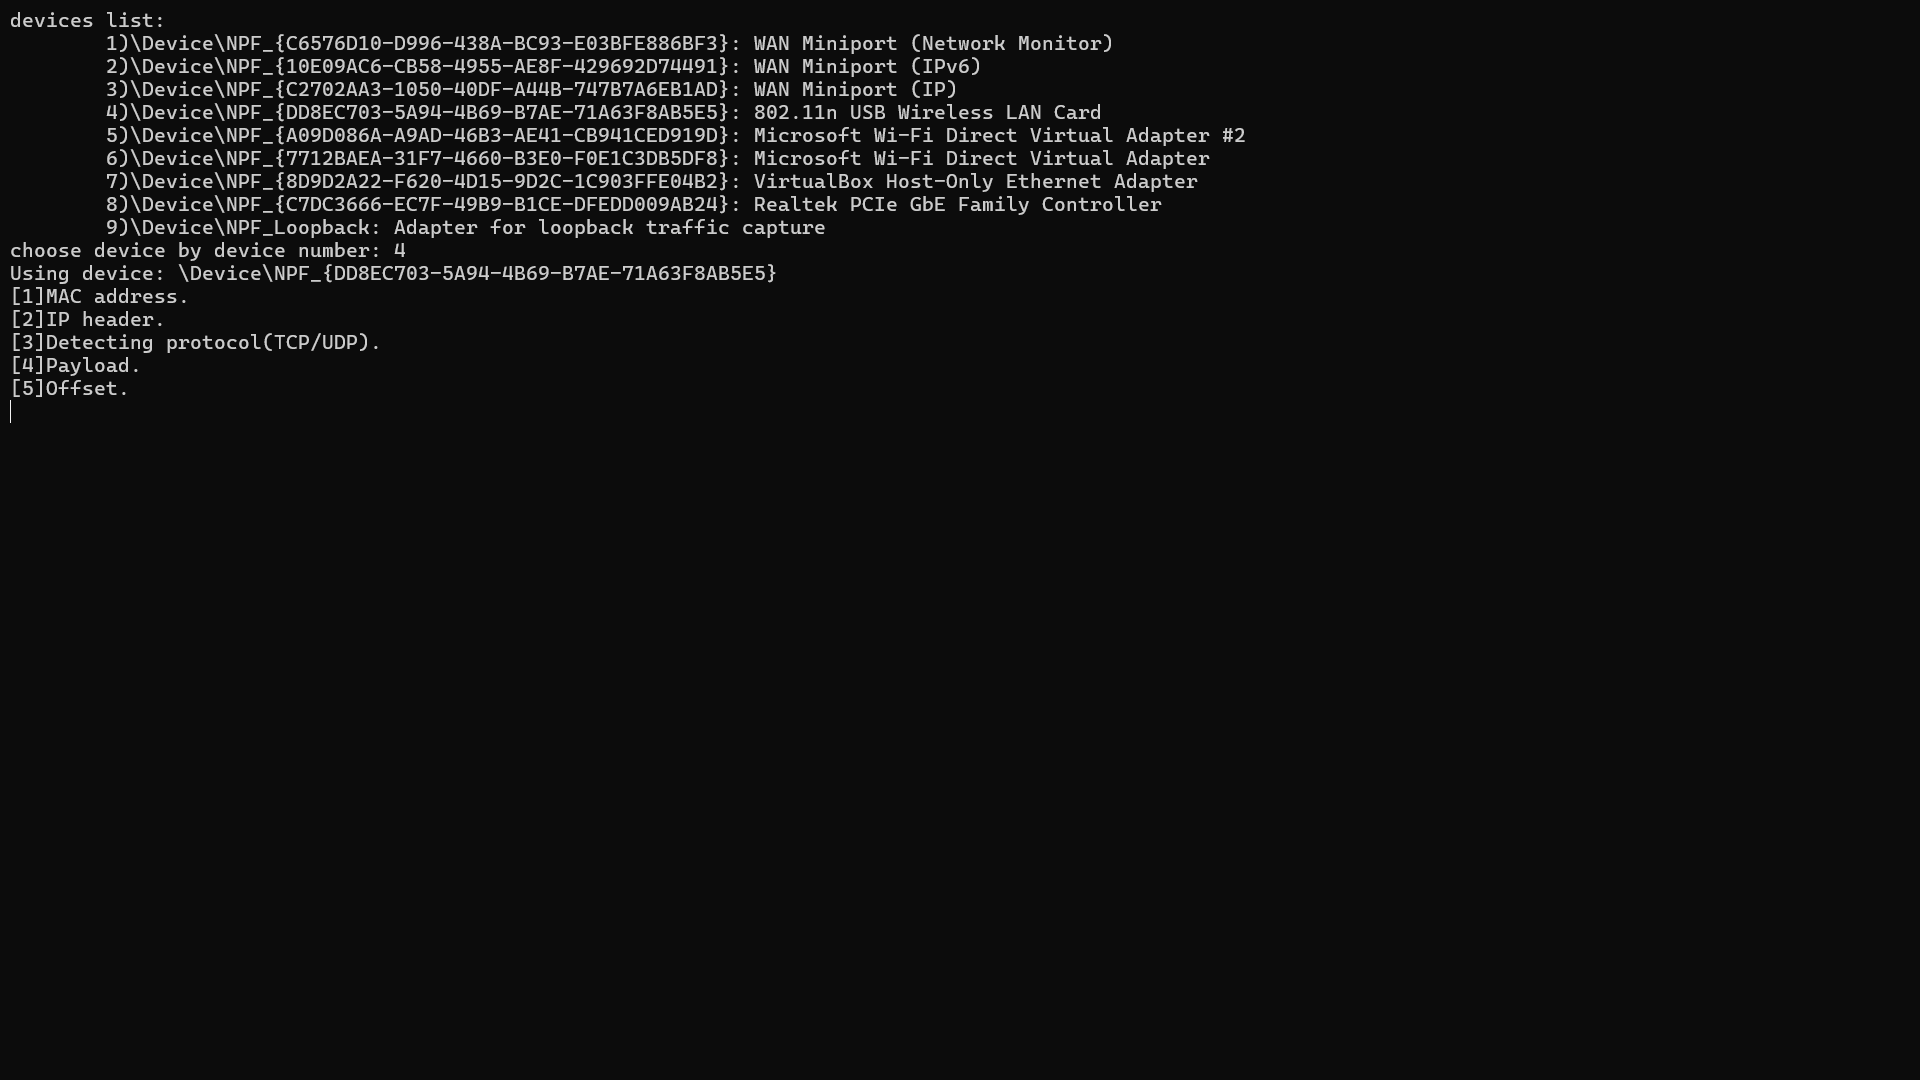 devices list:
        1)\Device\NPF_{C6576D10-D996-438A-BC93-E03BFE886BF3}: WAN Miniport (Network Monitor)
        2)\Device\NPF_{10E09AC6-CB58-4955-AE8F-429692D74491}: WAN Miniport (IPv6)
        3)\Device\NPF_{C2702AA3-1050-40DF-A44B-747B7A6EB1AD}: WAN Miniport (IP)
        4)\Device\NPF_{DD8EC703-5A94-4B69-B7AE-71A63F8AB5E5}: 802.11n USB Wireless LAN Card
        5)\Device\NPF_{A09D086A-A9AD-46B3-AE41-CB941CED919D}: Microsoft Wi-Fi Direct Virtual Adapter #2
        6)\Device\NPF_{7712BAEA-31F7-4660-B3E0-F0E1C3DB5DF8}: Microsoft Wi-Fi Direct Virtual Adapter
        7)\Device\NPF_{8D9D2A22-F620-4D15-9D2C-1C903FFE04B2}: VirtualBox Host-Only Ethernet Adapter
        8)\Device\NPF_{C7DC3666-EC7F-49B9-B1CE-DFEDD009AB24}: Realtek PCIe GbE Family Controller
        9)\Device\NPF_Loopback: Adapter for loopback traffic capture
choose device by device number: 4
Using device: \Device\NPF_{DD8EC703-5A94-4B69-B7AE-71A63F8AB5E5}
[1]MAC address.
[2]IP header.
[3]Detecting protocol(TCP/UDP).
[4]Payload.
[5]Offset.